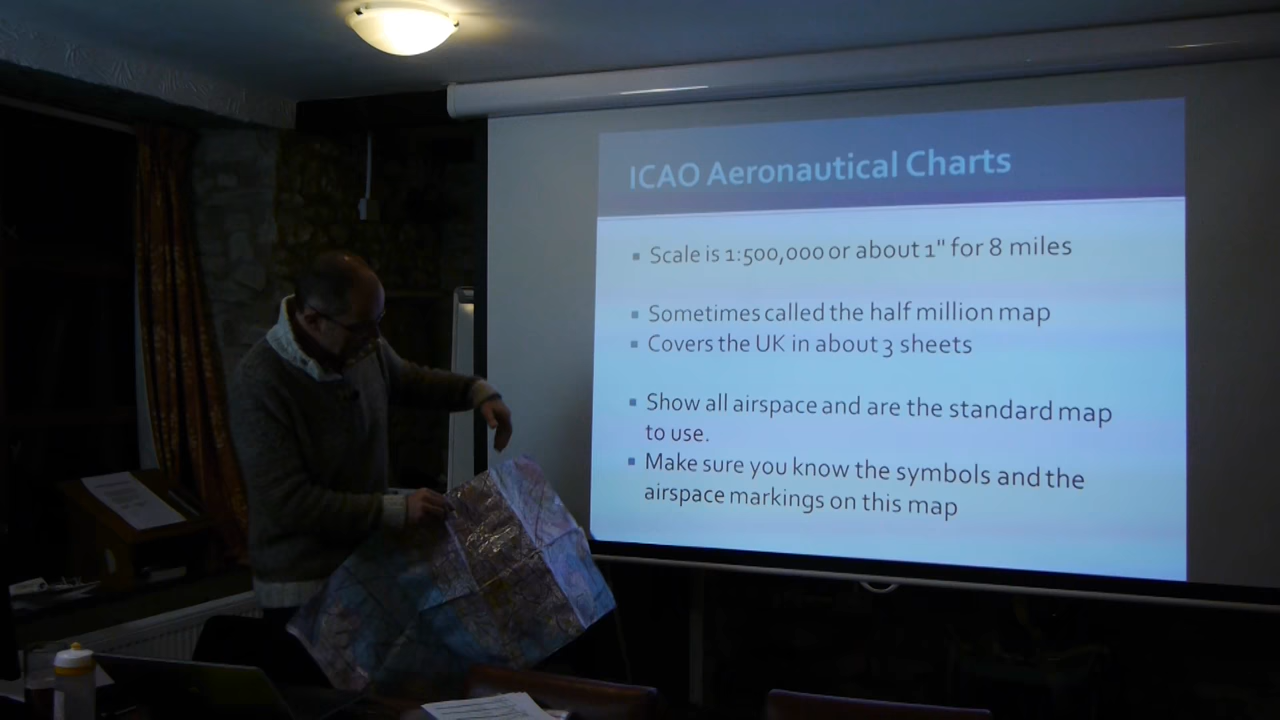 ICAO Aeronautical Charts
▪ Scale is 1:500,000 or about 1" for 8 miles
▪ Sometimes called the half million map
▪ Covers the UK in about 3 sheets
▪ Show all airspace and are the standard map
to use.
▪ Make sure you know the symbols and the
airspace markings on this map